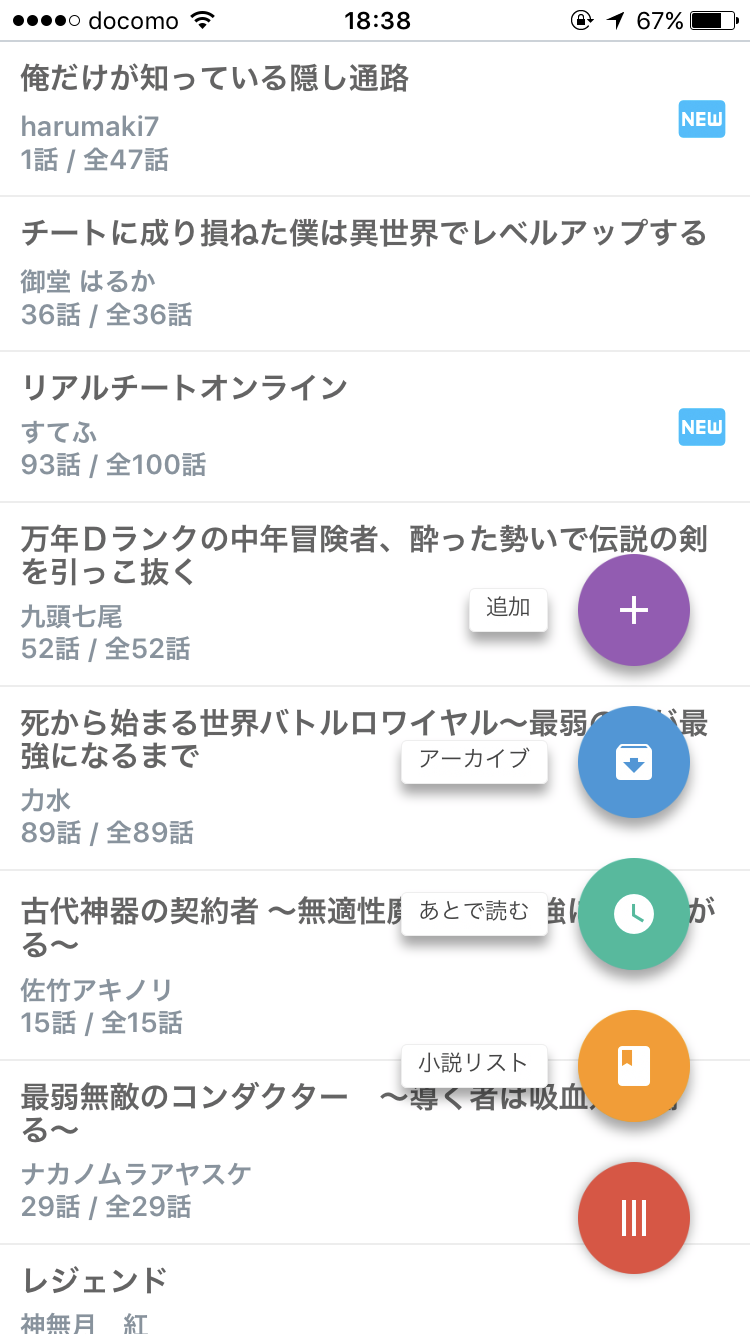 docomo 18:38 67%
俺だけが知っている隠し通路
harumaki7
NEW
1話 / 全47話
チートに成り損ねた僕は異世界でレベルアップする
御堂 はるか
36話 / 全36話
リアルチートオンライン
すてふ
NEW
93話 / 全100話
万年Dランクの中年冒険者、酔った勢いで伝説の剣
を引っこ抜く
九頭七尾
追加
52話 / 全52話
死から始まる世界バトルロワイヤル〜最弱の が最
強になるまで
アーカイブ
力水
89話 / 全89話
古代神器の契約者 〜無適性 強 が
あとで読む
る〜
佐竹アキノリ
15話 / 全15話
小説リスト
最弱無敵のコンダクター　〜導く者は吸血
る〜
ナカノムラアヤスケ
29話 / 全29話
レジェンド
神無月　紅